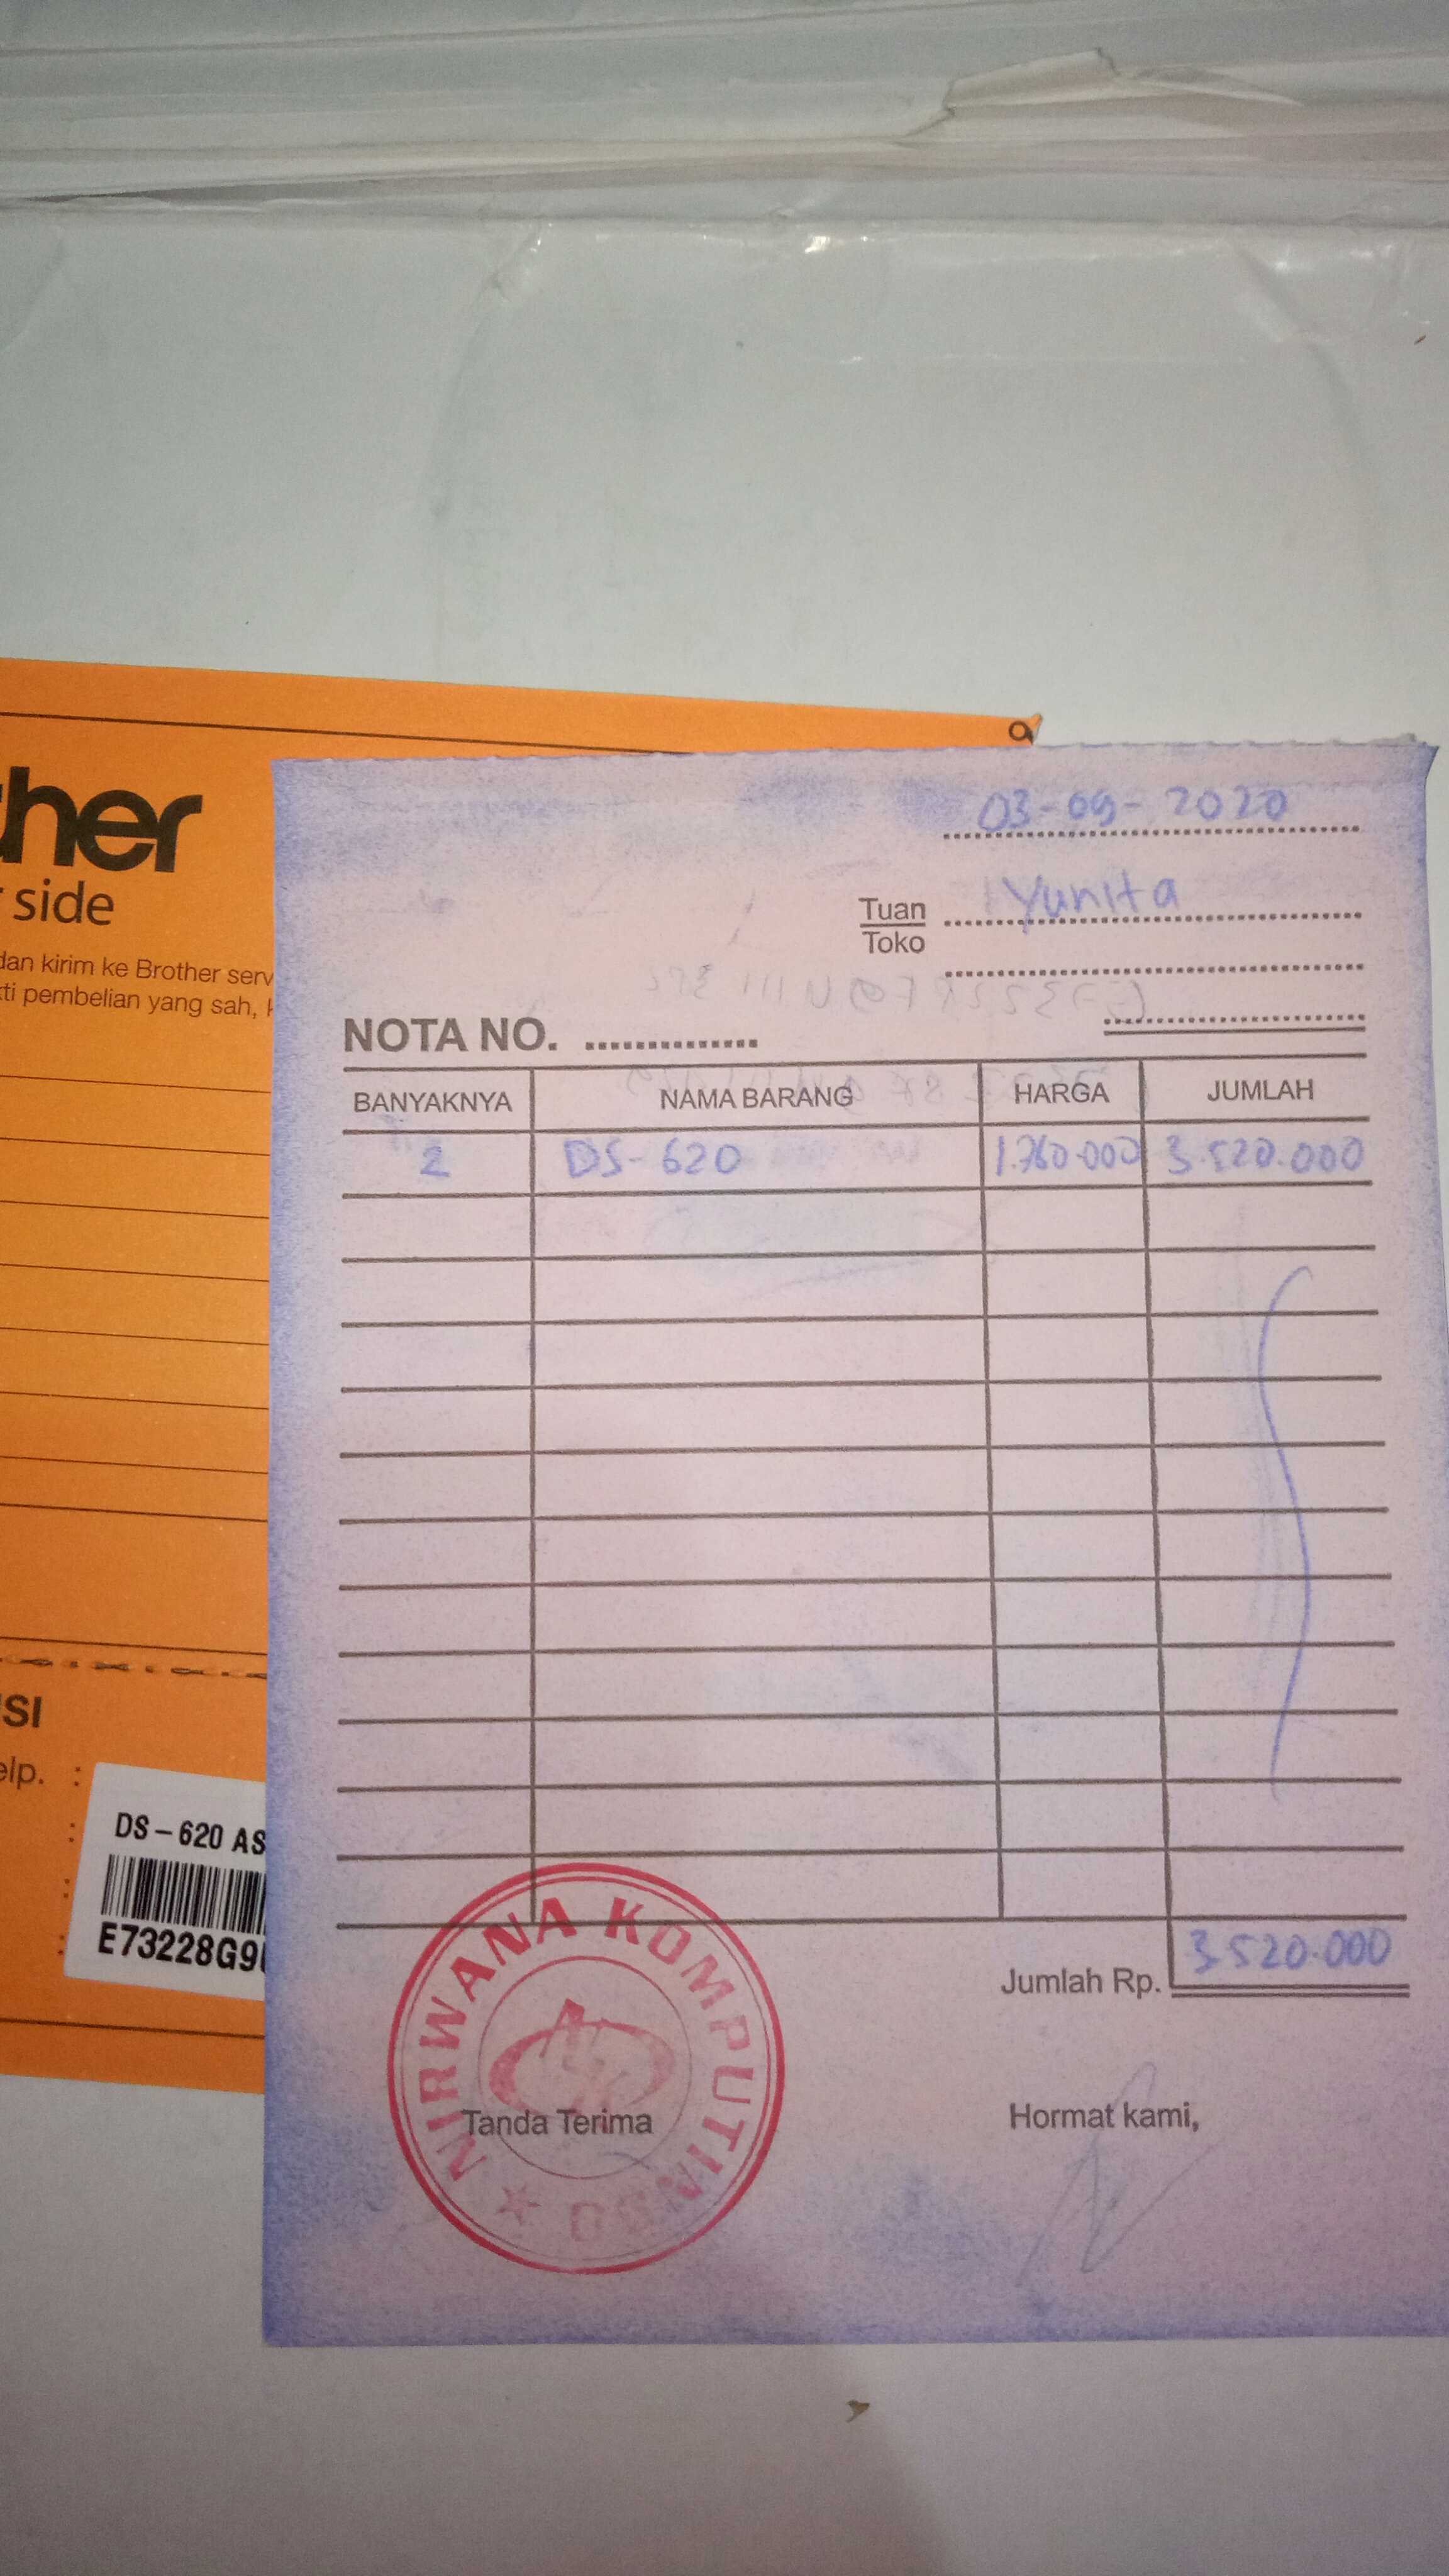 ther
side
dan kirim ke Brother serv
kti pembelian yang sah,
SI
elp. :
:
:
:
DS-620 AS
E73228G9
03-09-2020
Tuan Yunita
Toko
NOTA NO.
BANYAKNYA NAMA BARANG HARGA JUMLAH
2 DS-620 1.760.000 3.520.000
Jumlah Rp. 3.520.000
NIRWANA KOMPUTINDO
Tanda Terima
Hormat kami,